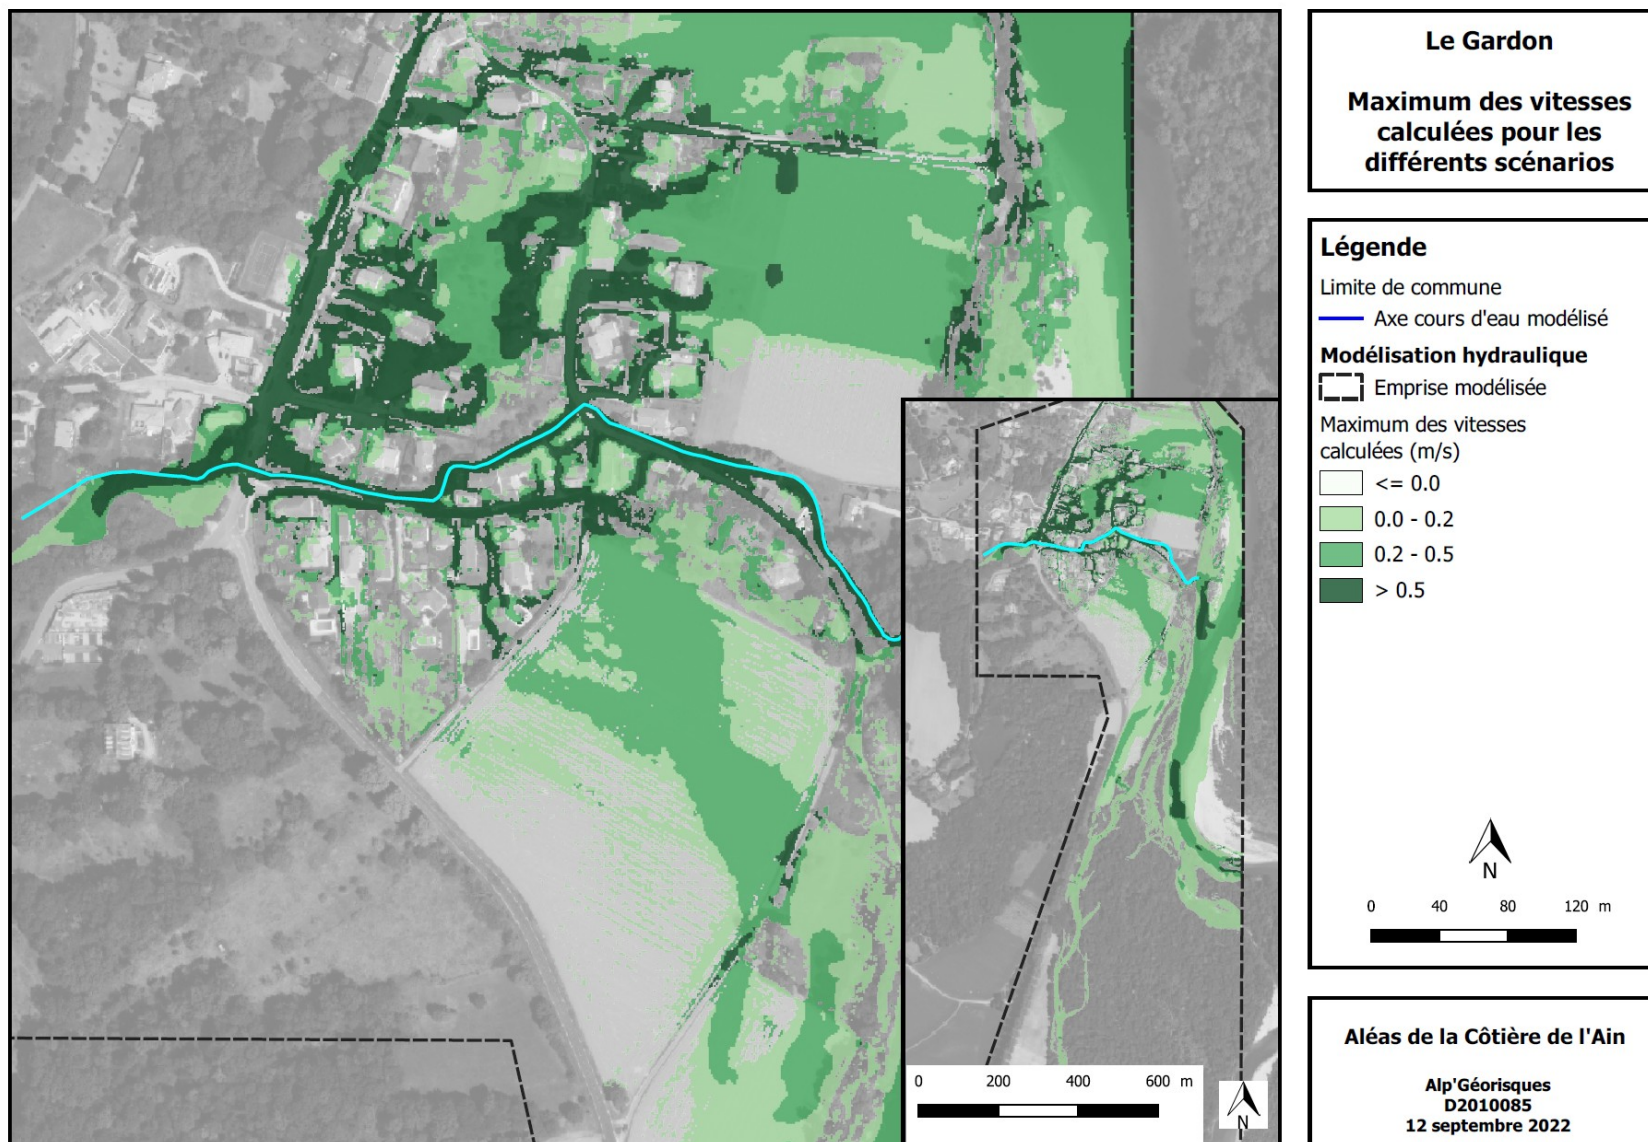 Le Gardon
Maximum des vitesses
calculées pour les
différents scénarios
Légende
Limite de commune
Axe cours d'eau modélisé
Modélisation hydraulique
Emprise modélisée
Maximum des vitesses
calculées (m/s)
<= 0.0
0.0 - 0.2
0.2 - 0.5
> 0.5
N
0 40 80 120 m
0 200 400 600 m
N
Aléas de la Côtière de l'Ain
Alp'Géorisques
D2010085
12 septembre 2022